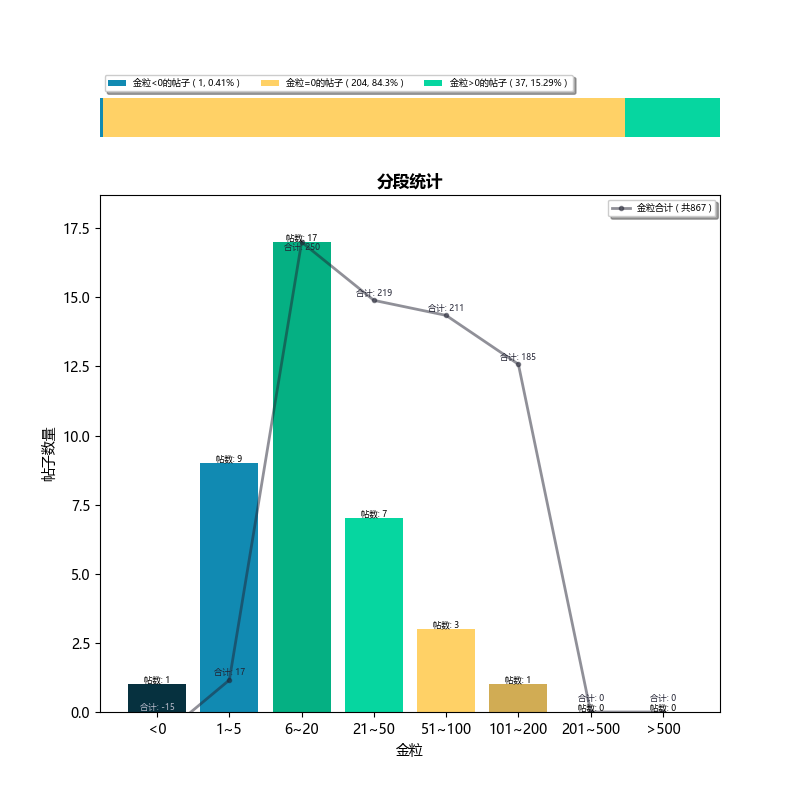 金粒<0的帖子 ( 1, 0.41% )
金粒=0的帖子 ( 204, 84.3% )
金粒>0的帖子 ( 37, 15.29% )
分段统计
金粒合计 ( 共867 )
17.5
15.0
12.5
10.0
7.5
5.0
2.5
0.0
帖子数量
帖数: 17
合计: 250
合计: 219
合计: 211
合计: 185
帖数: 9
帖数: 7
帖数: 3
合计: 17
帖数: 1
合计: -15
帖数: 1
合计: 0
帖数: 0
合计: 0
帖数: 0
<0
1~5
6~20
21~50
51~100
101~200
201~500
>500
金粒